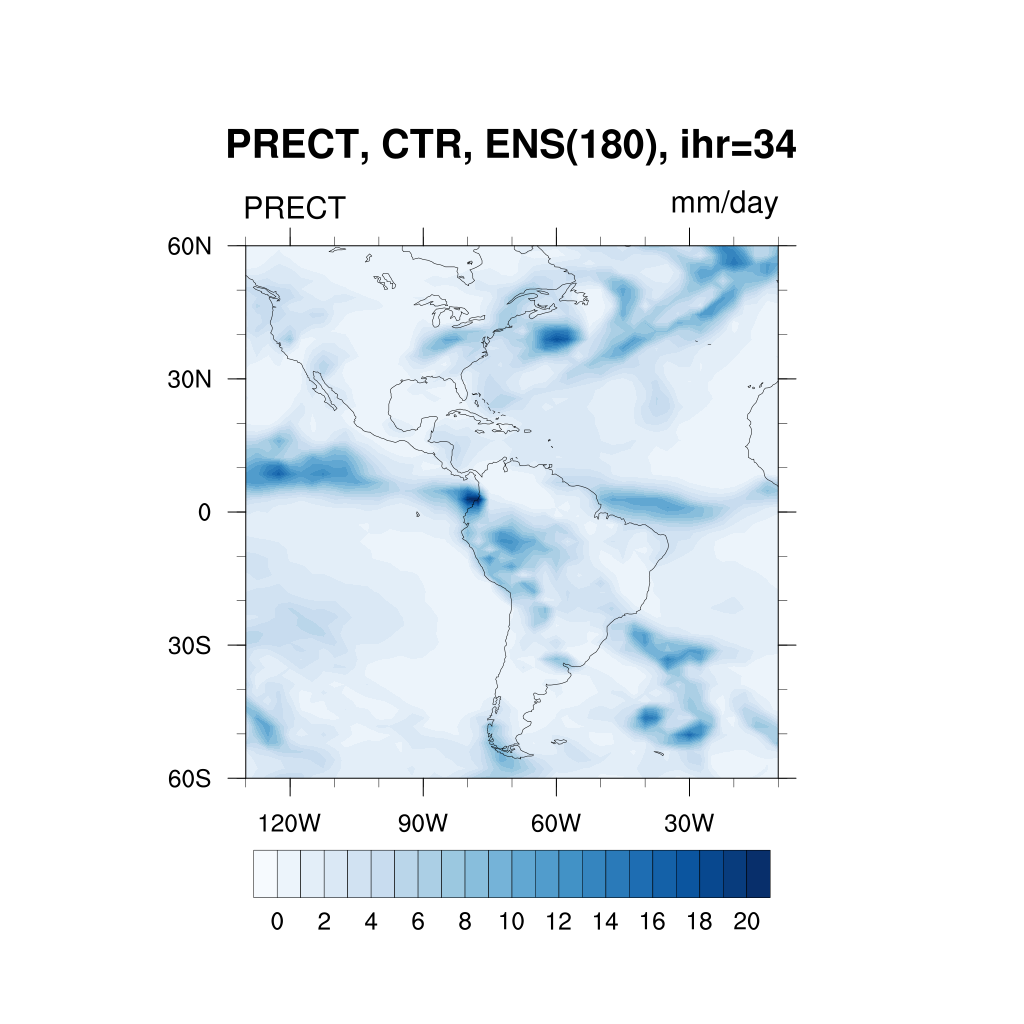 PRECT, CTR, ENS(180), ihr=34
PRECT mm/day
60N
30N
0
30S
60S
120W 90W 60W 30W
0 2 4 6 8 10 12 14 16 18 20